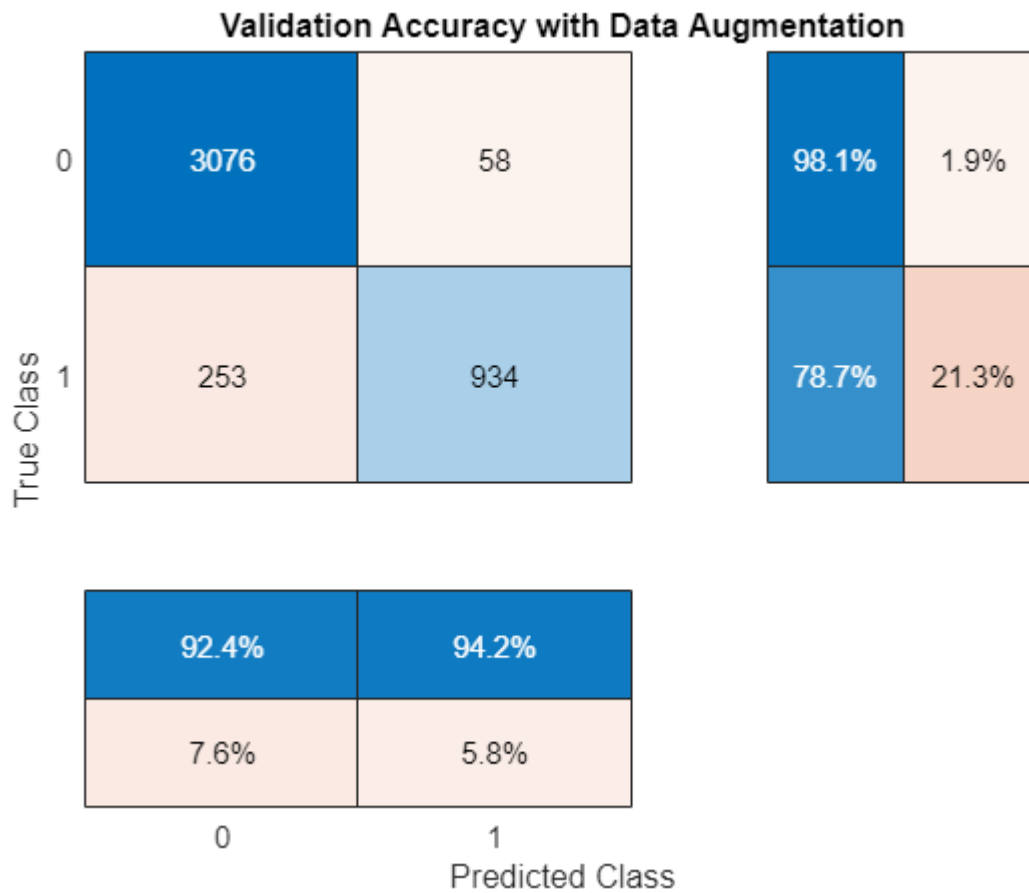 Validation Accuracy with Data Augmentation
0 3076 58 98.1% 1.9%
1 253 934 78.7% 21.3%
True Class
92.4% 94.2%
7.6% 5.8%
0 1
Predicted Class